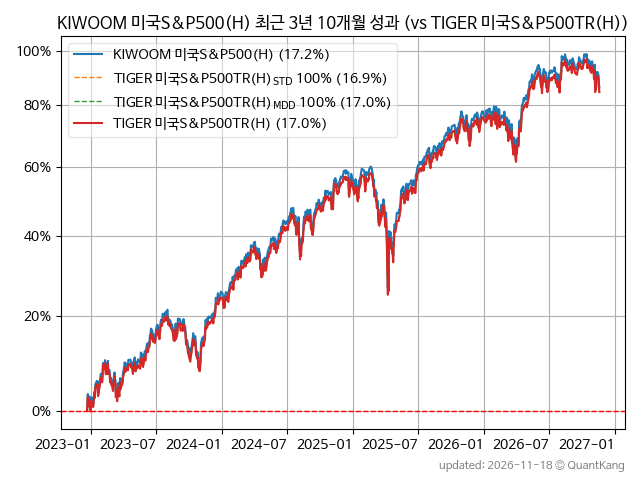 KIWOOM 미국S&P500(H) 최근 3년 10개월 성과 (vs TIGER 미국S&P500TR(H))
100%
80%
60%
40%
20%
0%
KIWOOM 미국S&P500(H) (17.2%)
TIGER 미국S&P500TR(H) STD 100% (16.9%)
TIGER 미국S&P500TR(H) MDD 100% (17.0%)
TIGER 미국S&P500TR(H) (17.0%)
2023-01 2023-07 2024-01 2024-07 2025-01 2025-07 2026-01 2026-07 2027-01
updated: 2026-11-18 © QuantKang